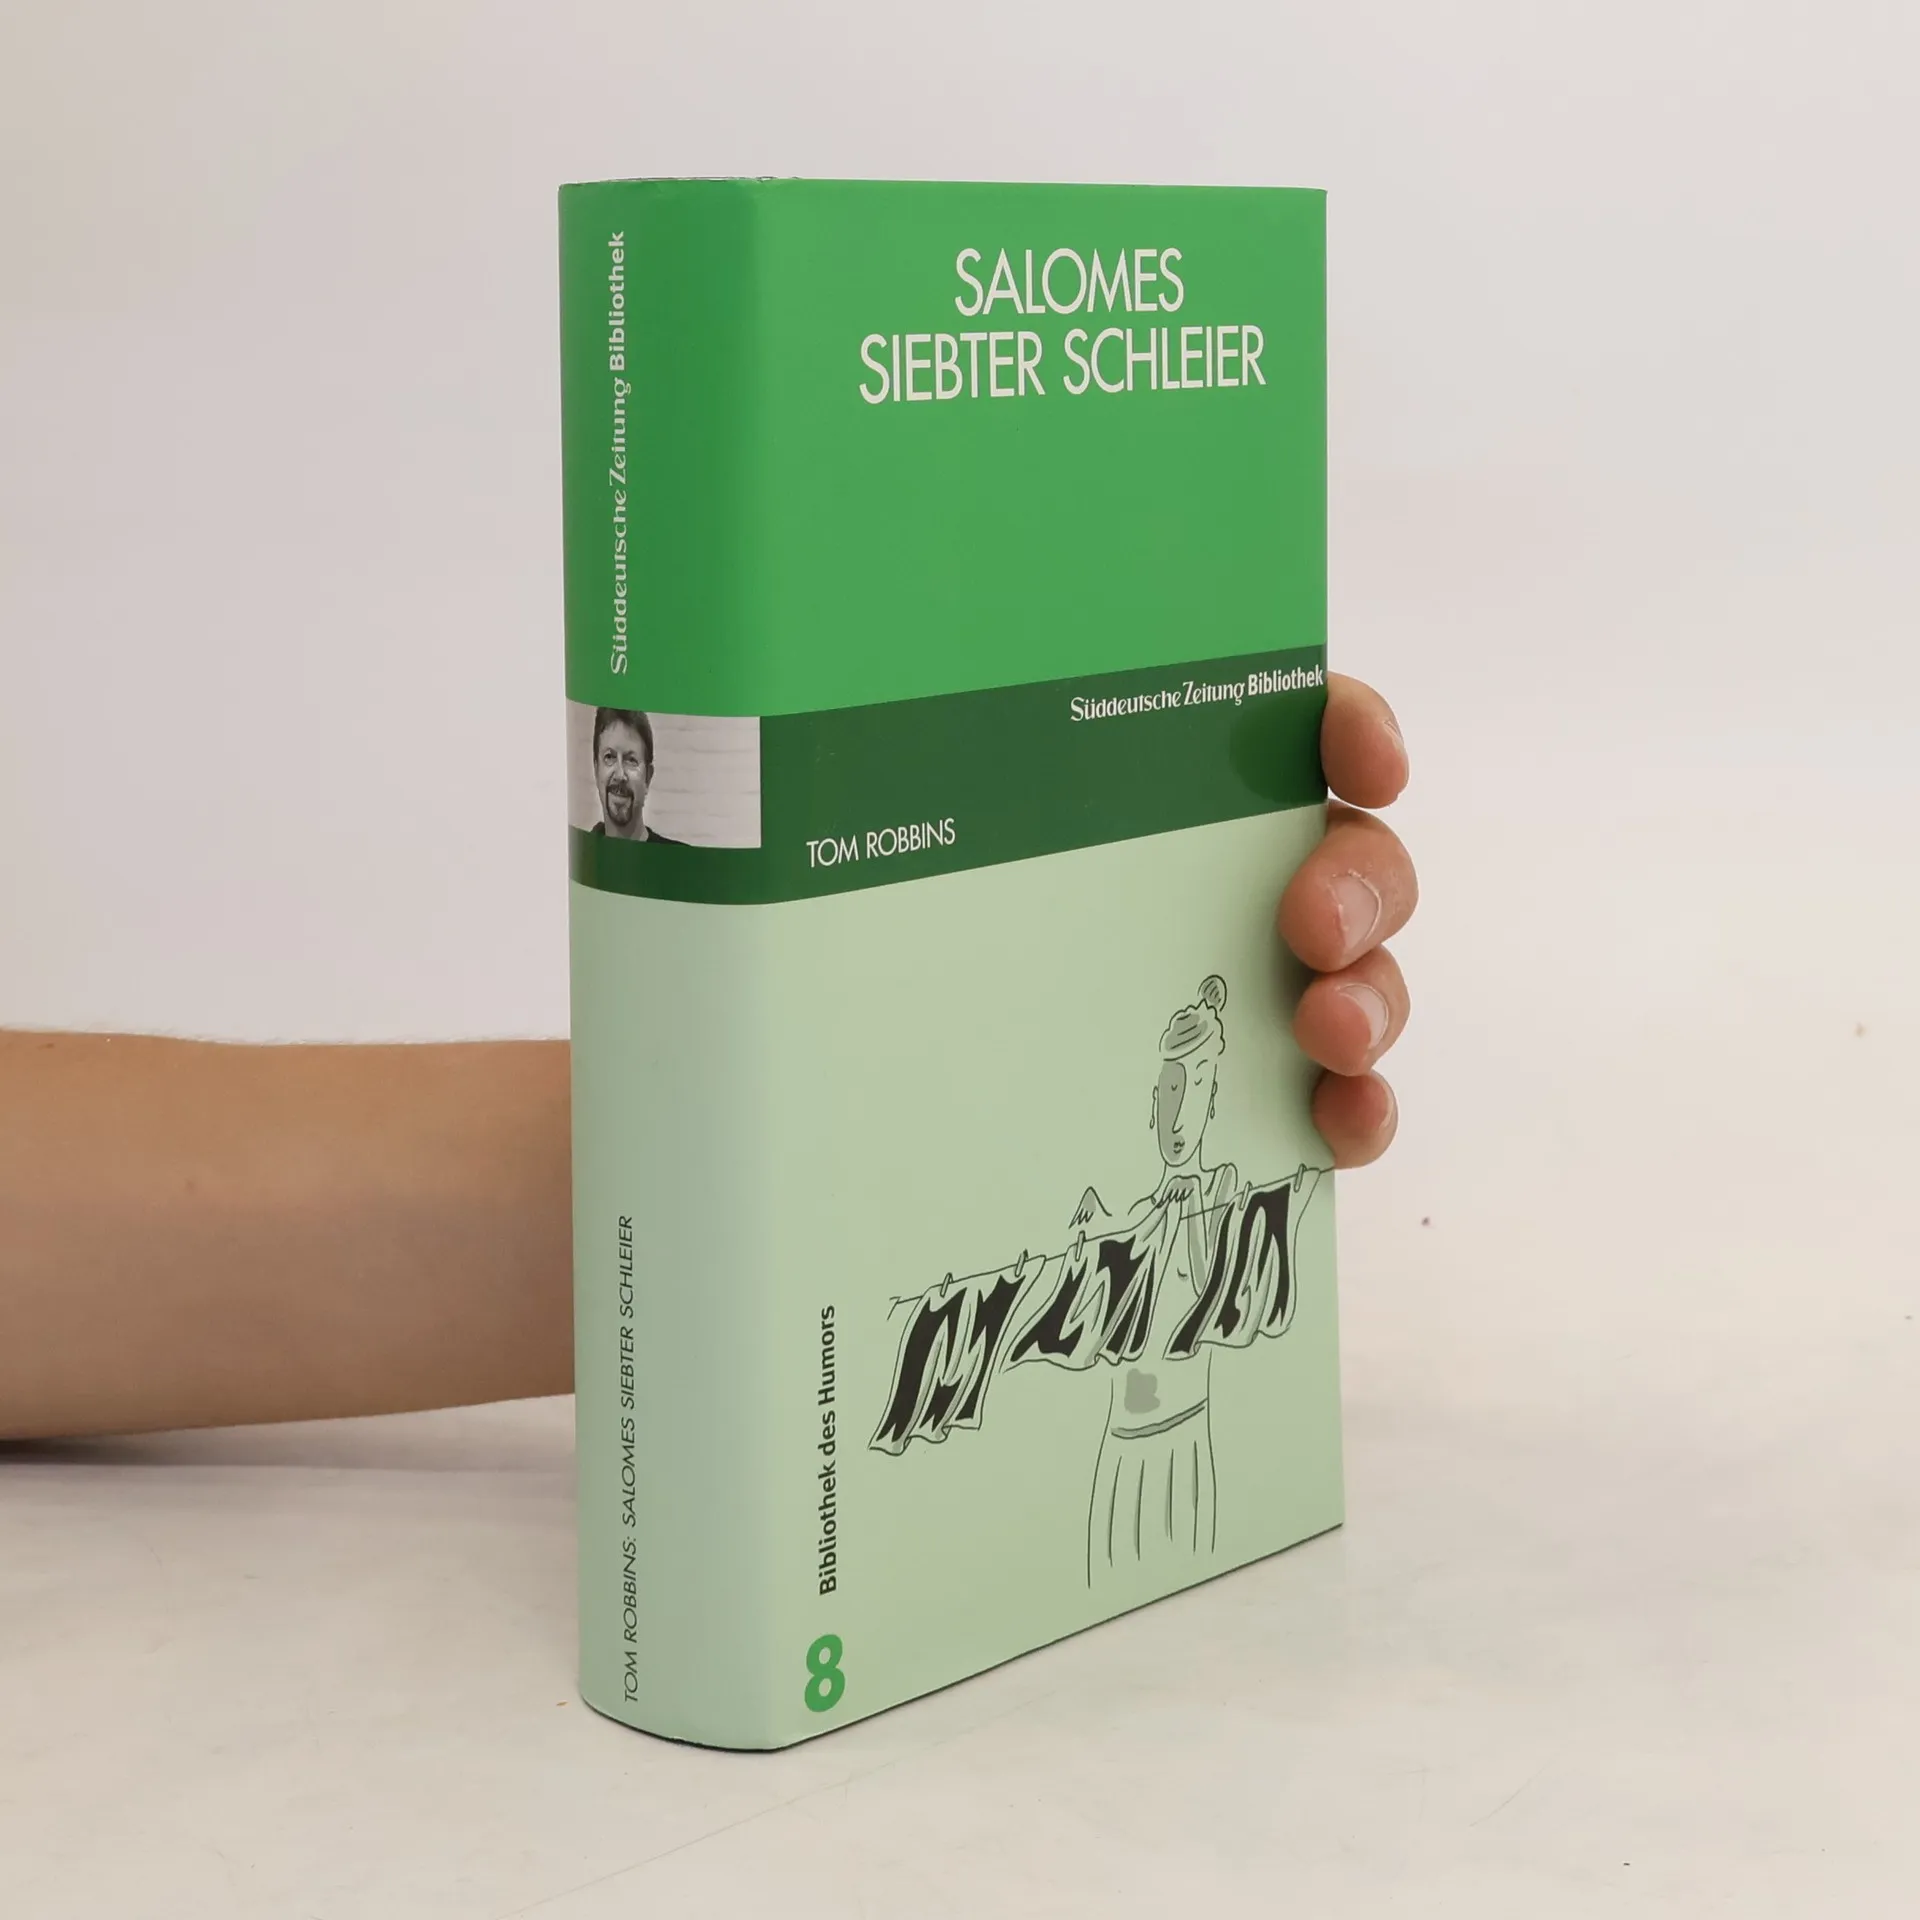 Süddeutsche Zeitung Bibliothek
TOM ROBBINS: SALOMES SIEBTER SCHLEIER
SALOMES
SIEBTER SCHLEIER
Süddeutsche Zeitung Bibliothek
TOM ROBBINS
Bibliothek des Humors
8